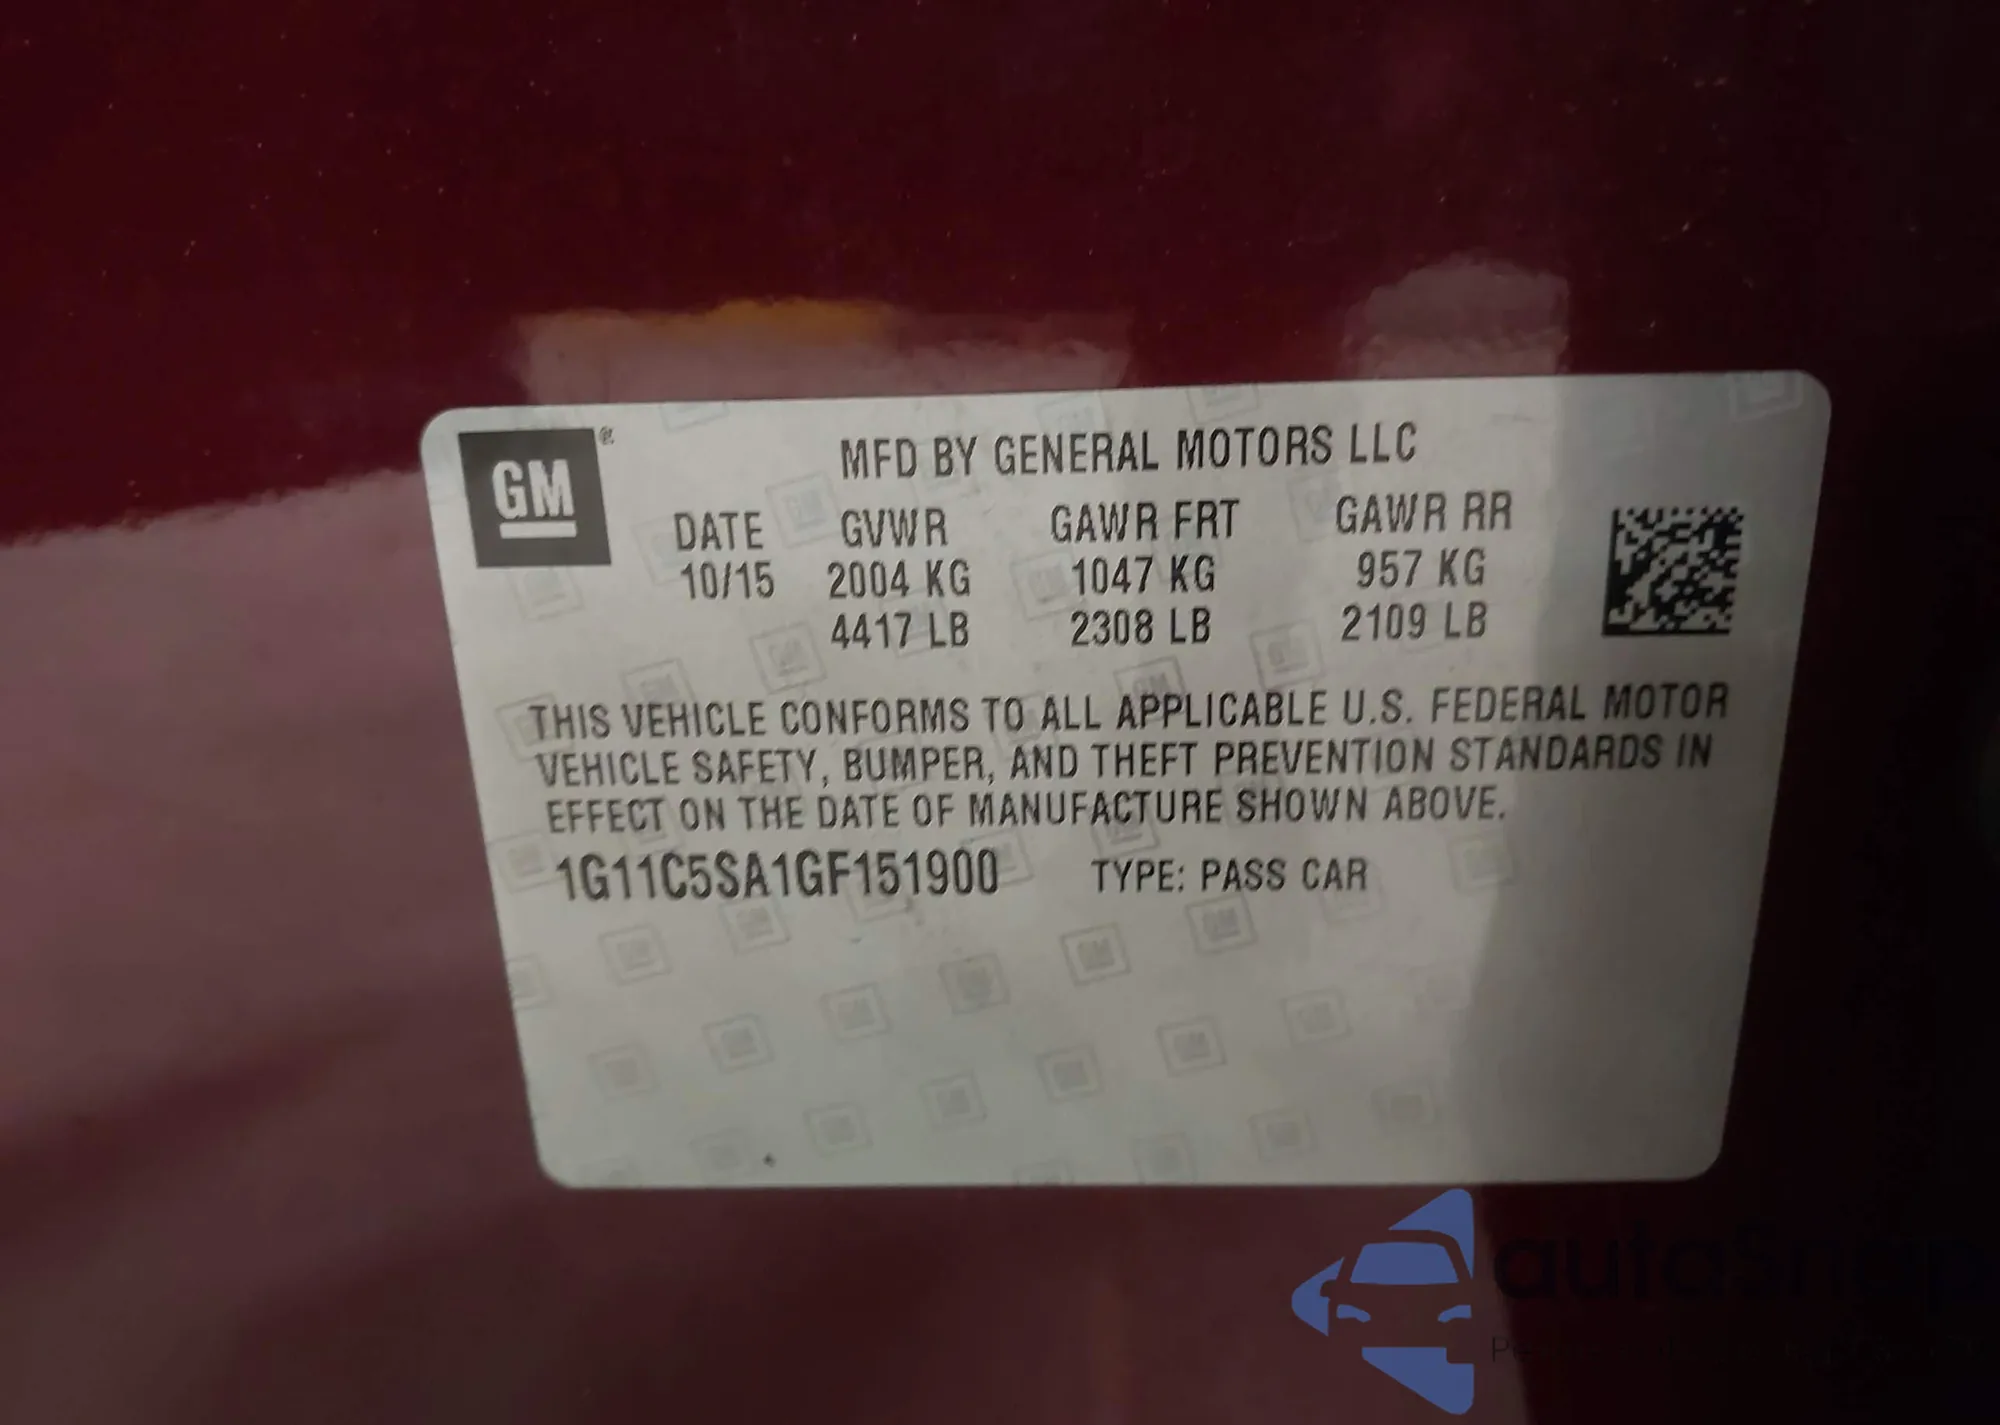 GM
MFD BY GENERAL MOTORS LLC
DATE GVWR GAWR FRT GAWR RR
10/15 2004 KG 1047 KG 957 KG
4417 LB 2308 LB 2109 LB
THIS VEHICLE CONFORMS TO ALL APPLICABLE U.S. FEDERAL MOTOR
VEHICLE SAFETY, BUMPER, AND THEFT PREVENTION STANDARDS IN
EFFECT ON THE DATE OF MANUFACTURE SHOWN ABOVE.
1G11C5SA1GF151900 TYPE: PASS CAR
autosnap